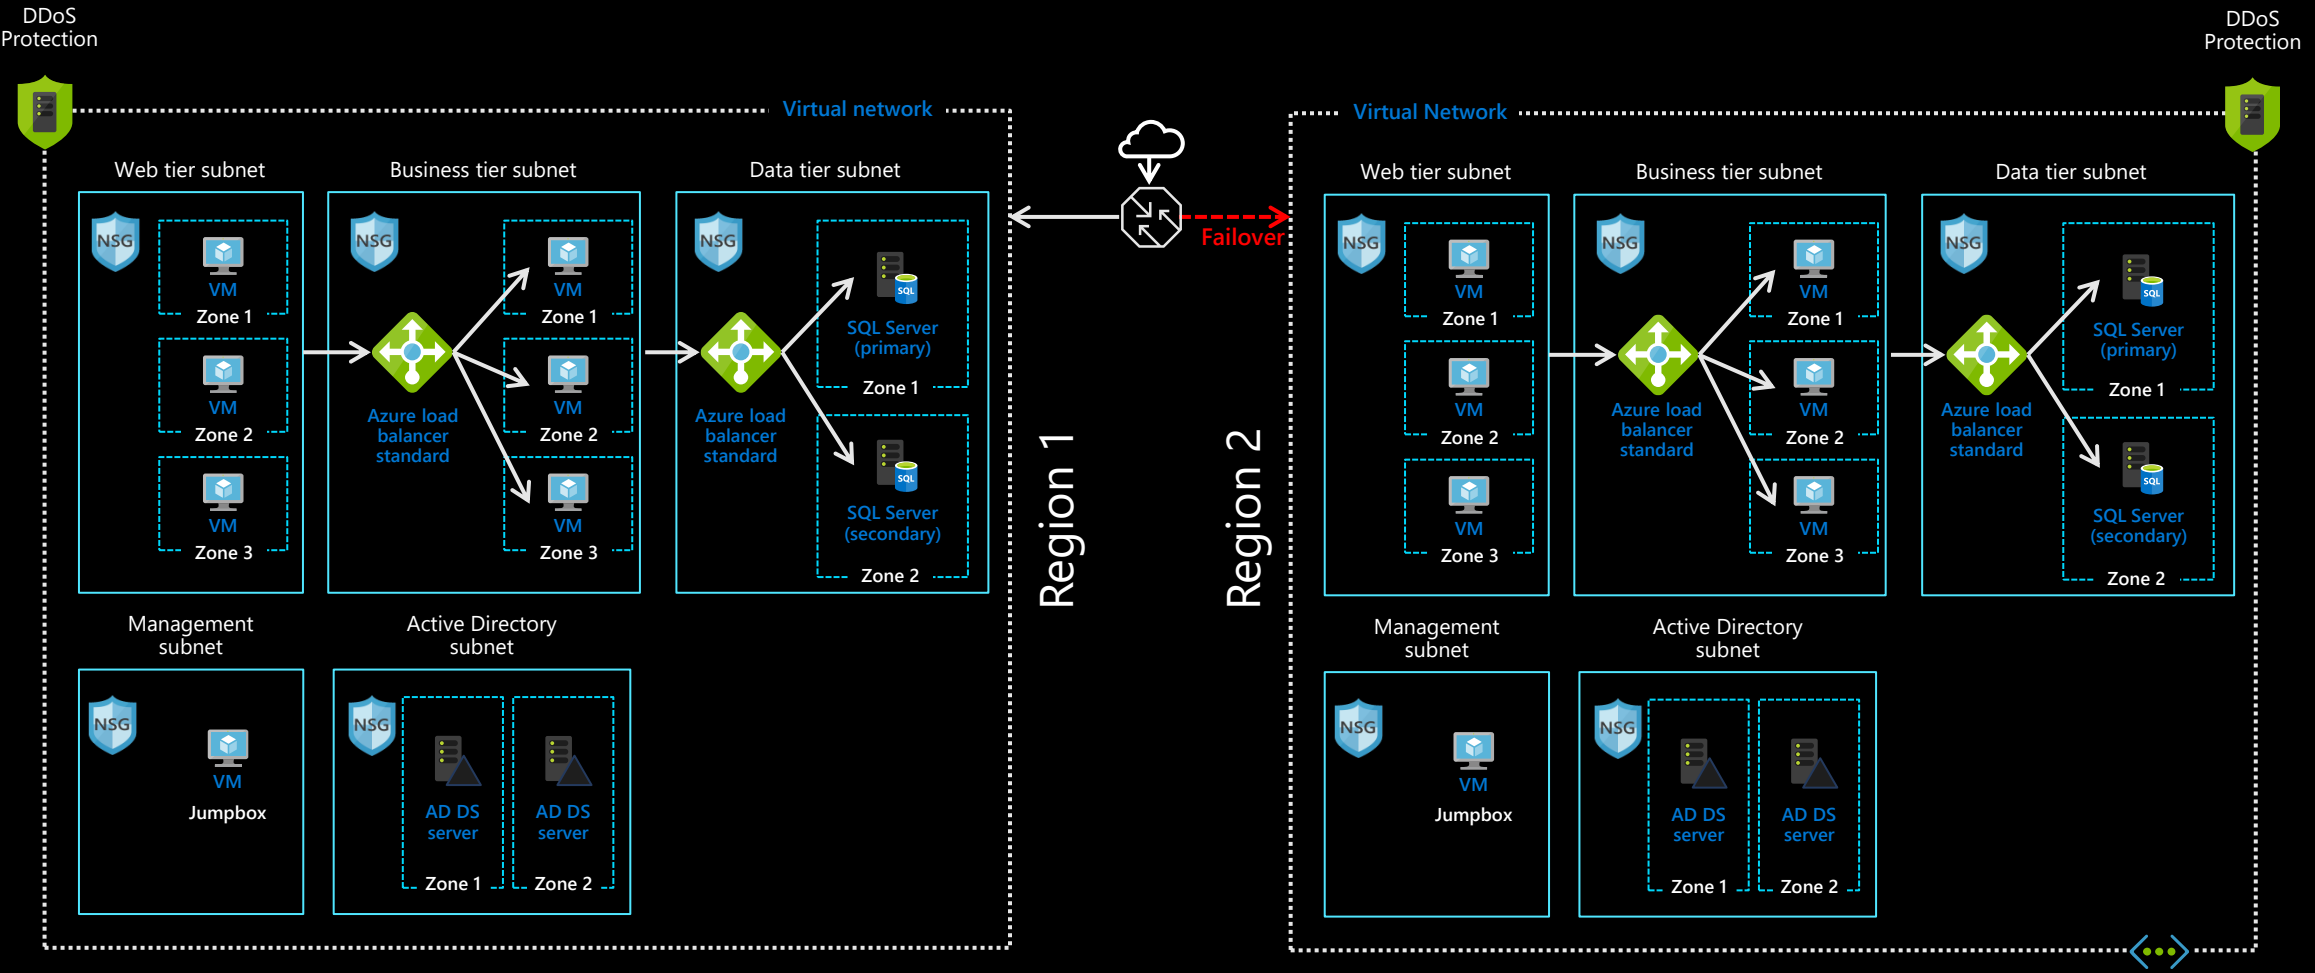 DDoS
Protection
Virtual network
Web tier subnet
Business tier subnet
Data tier subnet
NSG
VM
Zone 1
VM
Zone 2
VM
Zone 3
NSG
Azure load
balancer
standard
VM
Zone 1
VM
Zone 2
VM
Zone 3
NSG
Azure load
balancer
standard
SQL
SQL Server
(primary)
Zone 1
SQL
SQL Server
(secondary)
Zone 2
Management
subnet
NSG
VM
Jumpbox
Active Directory
subnet
NSG
AD DS
server
Zone 1
AD DS
server
Zone 2
Region 1
Failover
Region 2
DDoS
Protection
Virtual Network
Web tier subnet
Business tier subnet
Data tier subnet
NSG
VM
Zone 1
VM
Zone 2
VM
Zone 3
NSG
Azure load
balancer
standard
VM
Zone 1
VM
Zone 2
VM
Zone 3
NSG
Azure load
balancer
standard
SQL
SQL Server
(primary)
Zone 1
SQL
SQL Server
(secondary)
Zone 2
Management
subnet
NSG
VM
Jumpbox
Active Directory
subnet
NSG
AD DS
server
Zone 1
AD DS
server
Zone 2